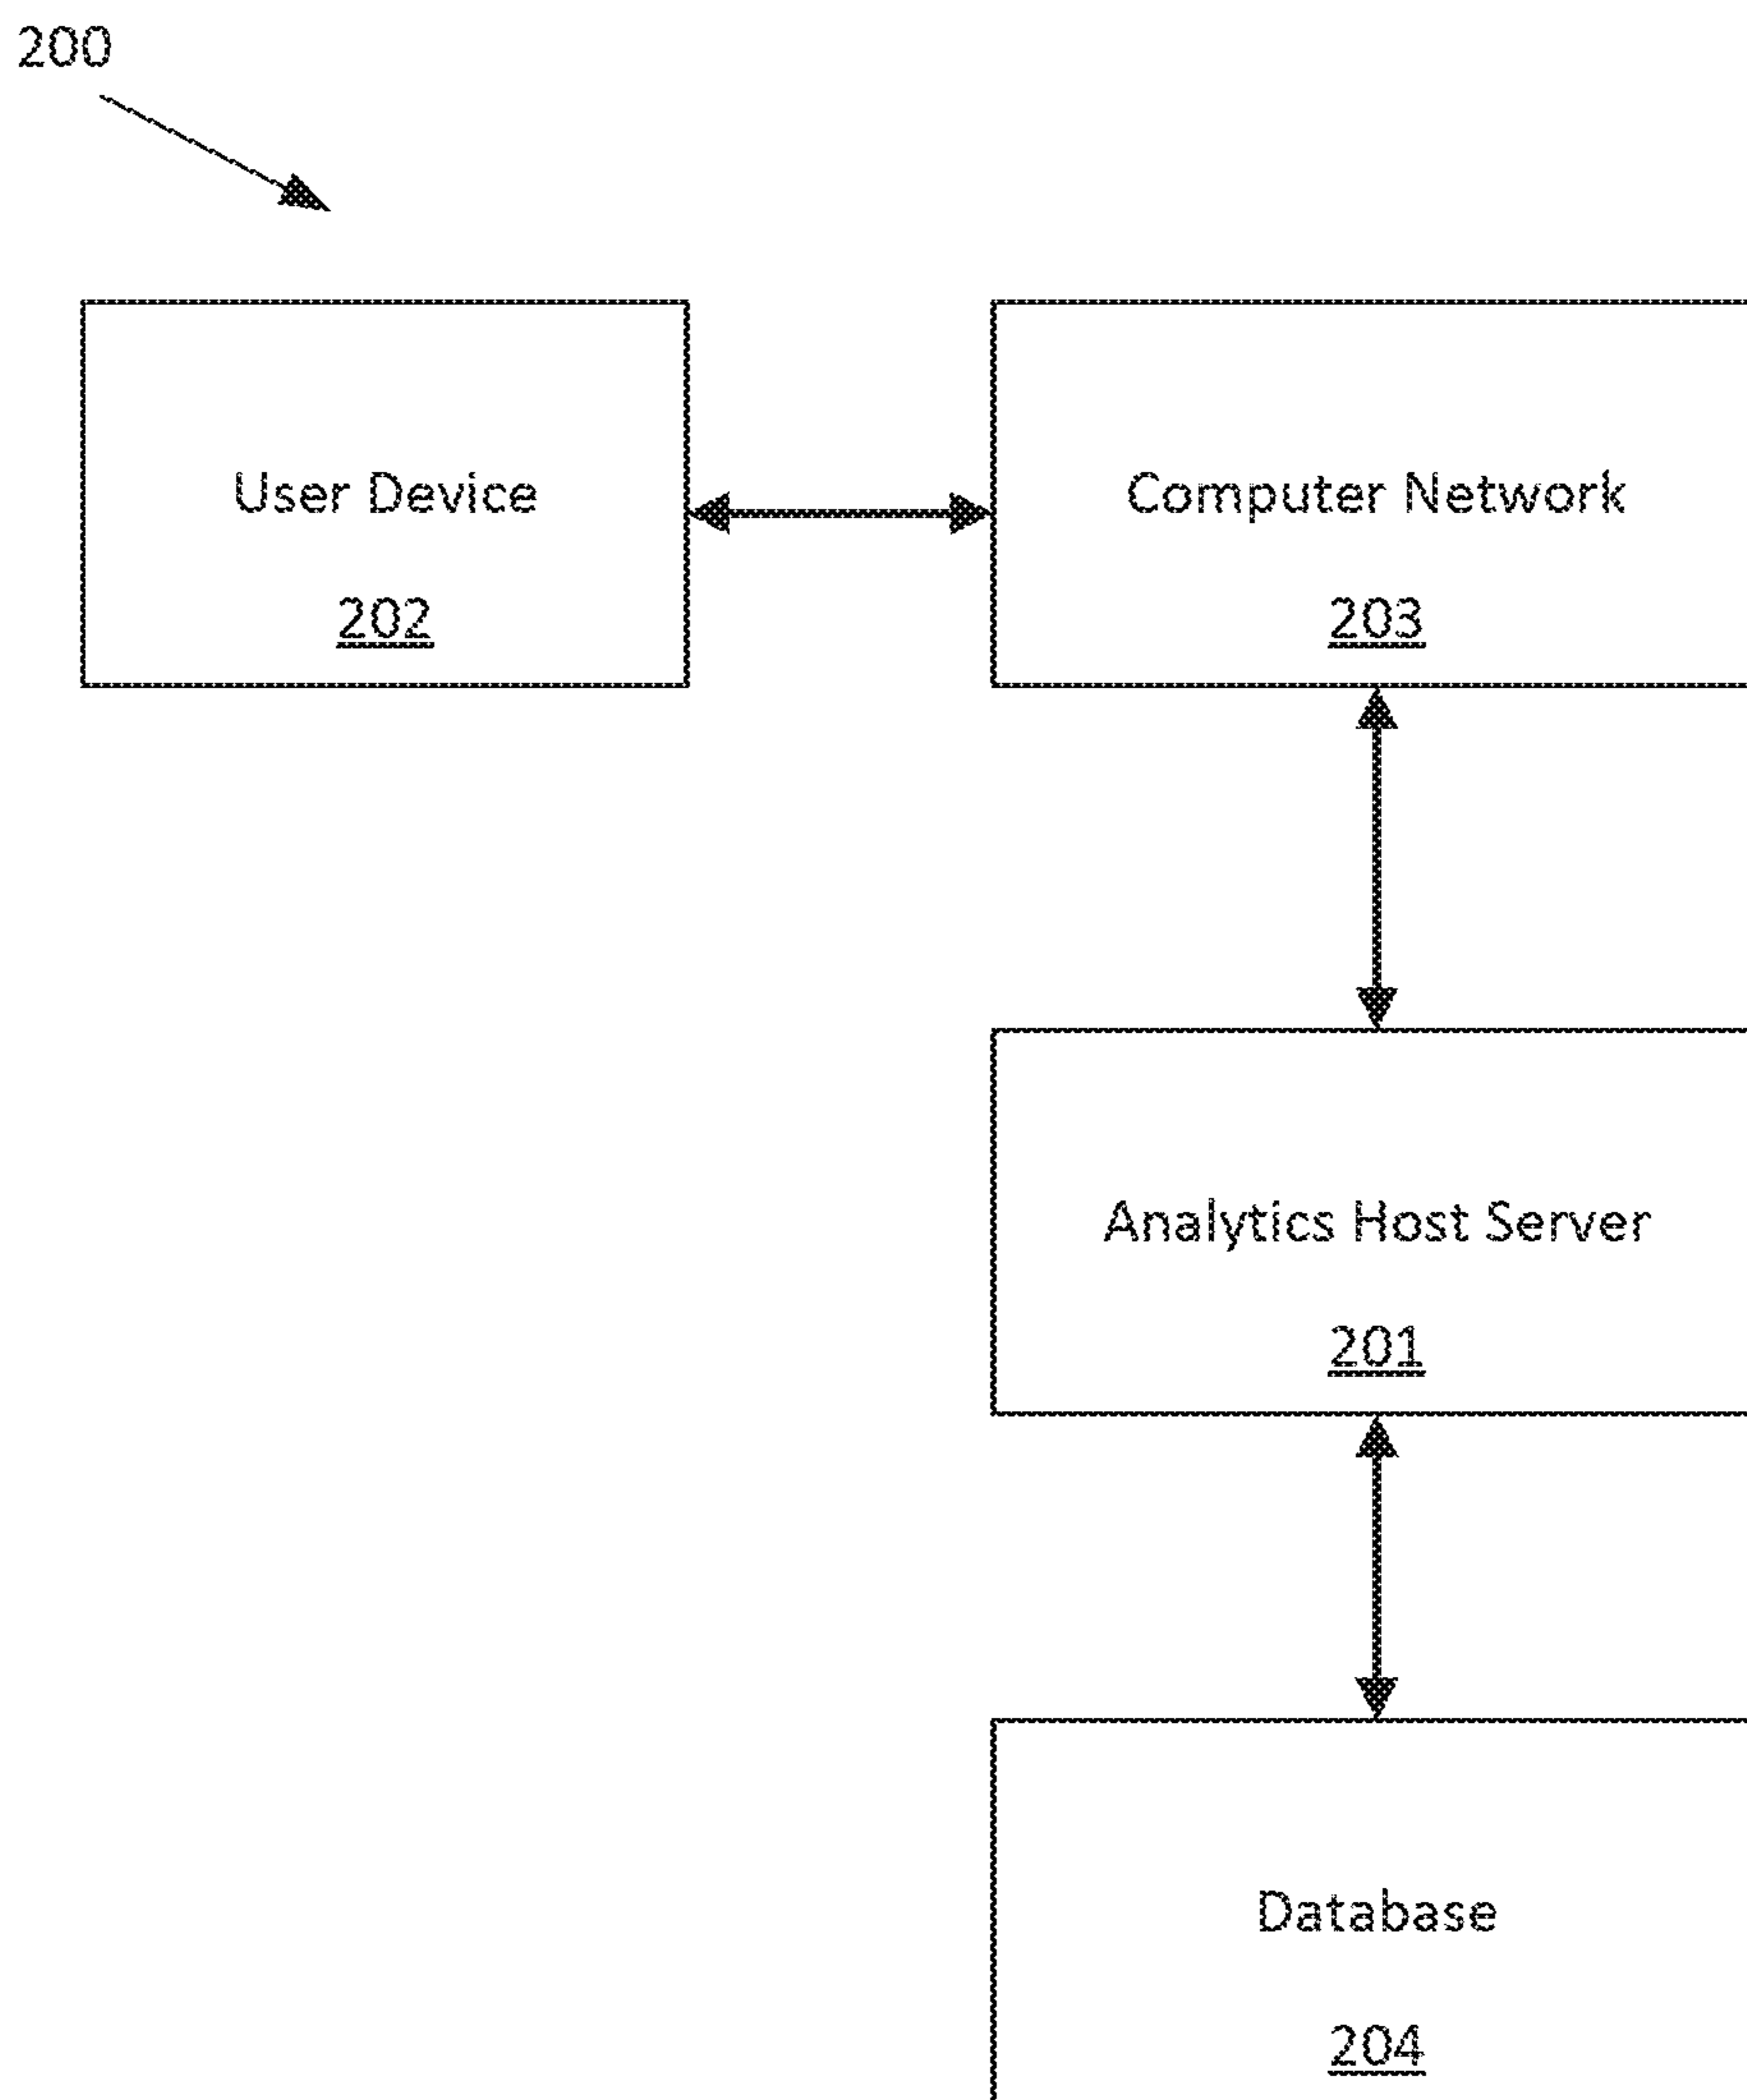 200
User Device
202
Computer Network
203
Analytics Host Server
201
Database
204